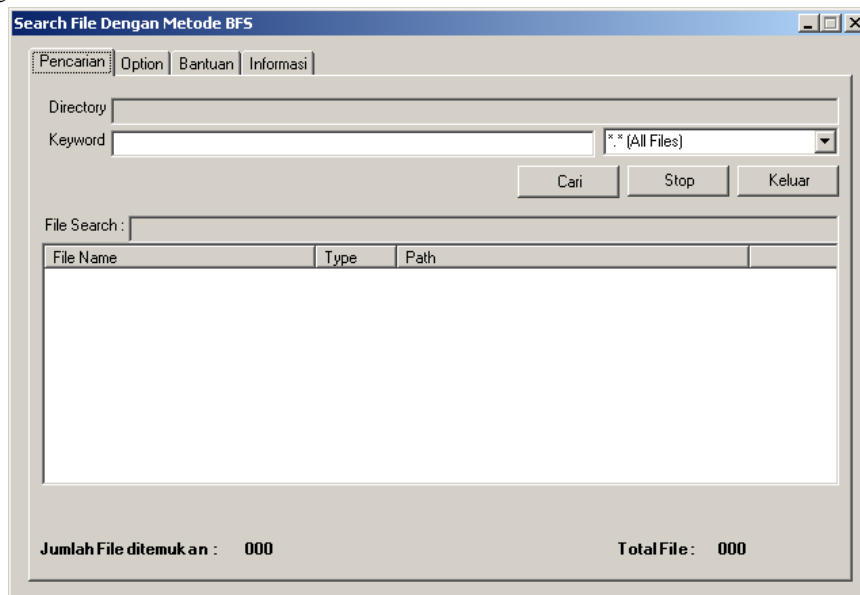 Search File Dengan Metode BFS
Pencarian Option Bantuan Informasi
Directory
Keyword *.* (All Files)
Cari Stop Keluar
File Search :
File Name Type Path
Jumlah File ditemukan : 000 Total File : 000